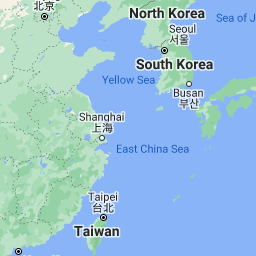 北京
North Korea
Sea of J
Seoul
서울
South Korea
Yellow Sea
Busan
부산
Shanghai
上海
East China Sea
Taipei
台北
Taiwan